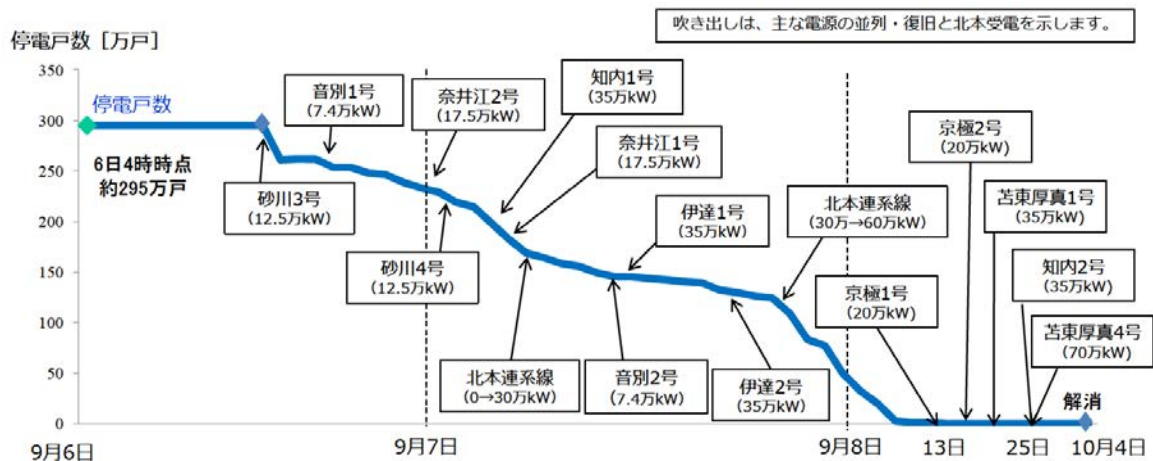 吹き出しは、主な電源の並列・復旧と北本受電を示します。
停電戸数 [万戸]
350
300
250
200
150
100
50
0
停電戸数
6日4時時点
約295万戸
砂川3号
(12.5万kW)
音別1号
(7.4万kW)
奈井江2号
(17.5万kW)
砂川4号
(12.5万kW)
知内1号
(35万kW)
奈井江1号
(17.5万kW)
北本連系線
(0→30万kW)
音別2号
(7.4万kW)
伊達1号
(35万kW)
伊達2号
(35万kW)
北本連系線
(30万→60万kW)
京極1号
(20万kW)
京極2号
(20万kW)
苫東厚真1号
(35万kW)
知内2号
(35万kW)
苫東厚真4号
(70万kW)
解消
9月6日
9月7日
9月8日
13日
25日
10月4日